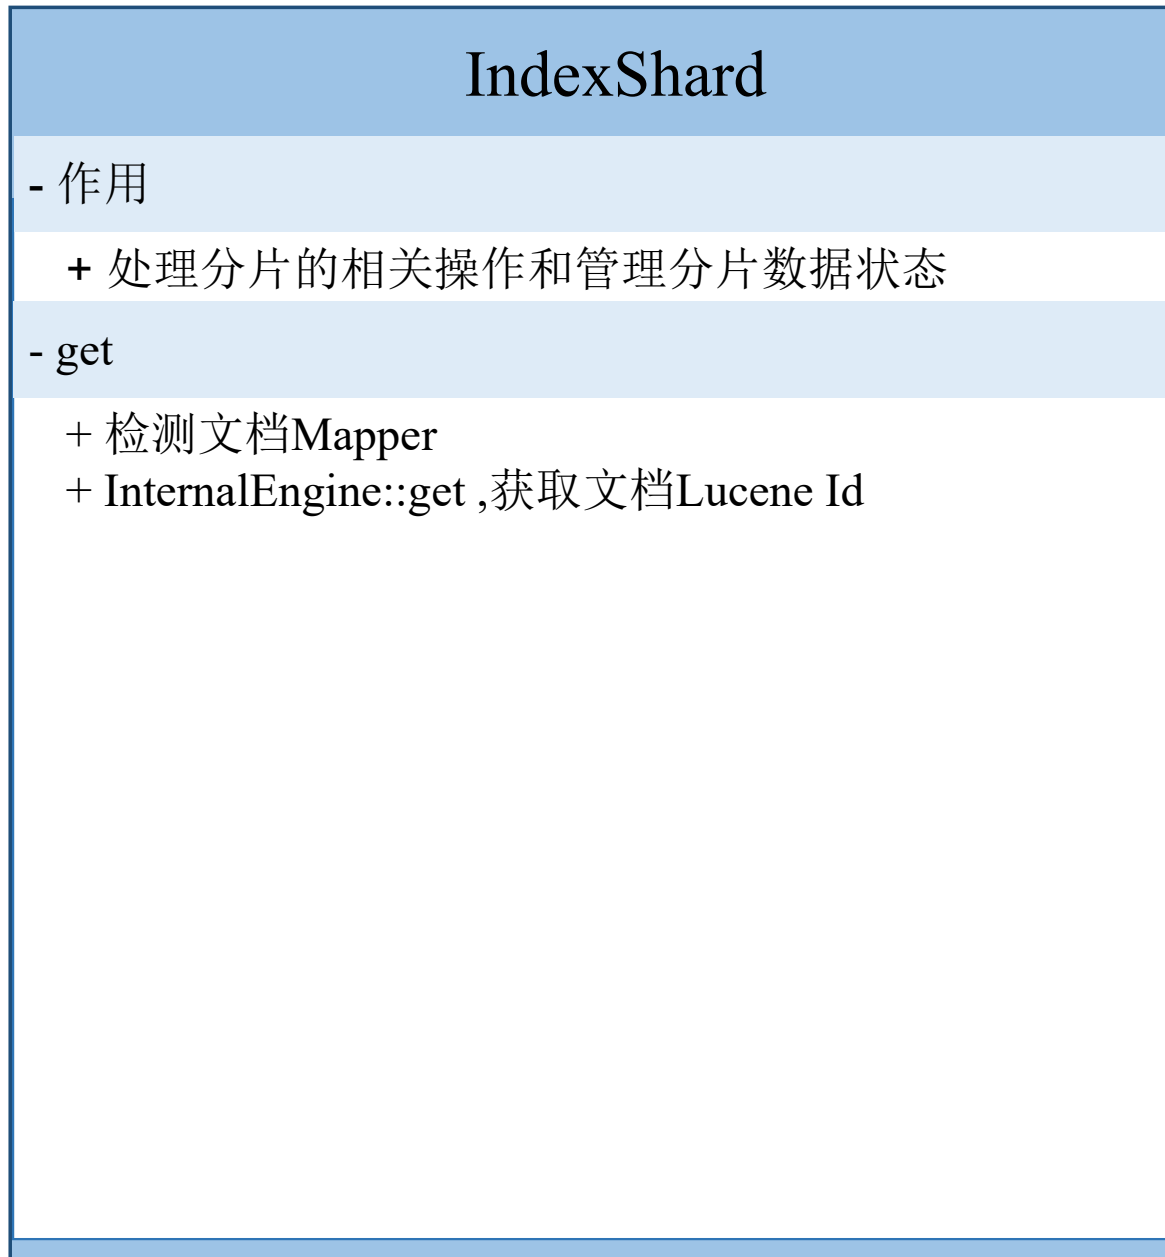 IndexShard
- 作用
+ 处理分片的相关操作和管理分片数据状态
- get
+ 检测文档Mapper
+ InternalEngine::get ,获取文档Lucene Id